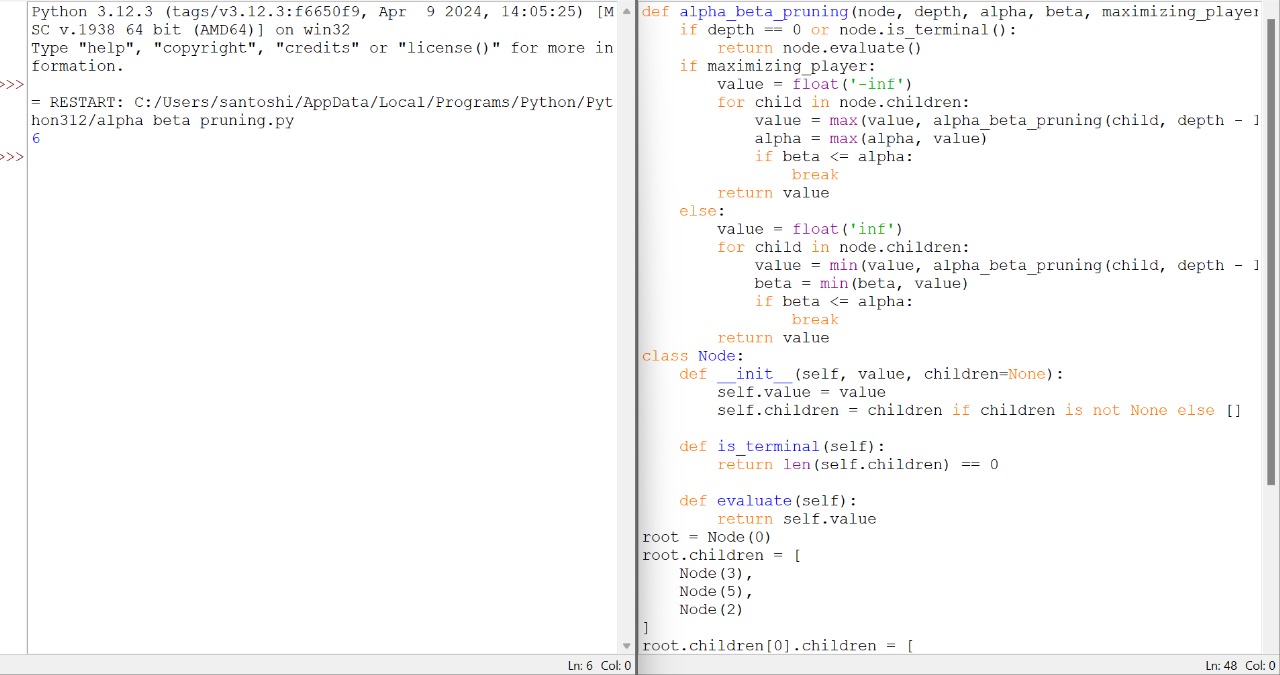 Python 3.12.3 (tags/v3.12.3:f6650f9, Apr  9 2024, 14:05:25) [M
SC v.1938 64 bit (AMD64)] on win32
Type "help", "copyright", "credits" or "license()" for more in
formation.
>>>
= RESTART: C:/Users/santoshi/AppData/Local/Programs/Python/Pyt
hon312/alpha beta pruning.py
6
>>>
Ln: 6 Col: 0
def alpha_beta_pruning(node, depth, alpha, beta, maximizing_player
    if depth == 0 or node.is_terminal():
        return node.evaluate()
    if maximizing_player:
        value = float('-inf')
        for child in node.children:
            value = max(value, alpha_beta_pruning(child, depth - 1
            alpha = max(alpha, value)
            if beta <= alpha:
                break
        return value
    else:
        value = float('inf')
        for child in node.children:
            value = min(value, alpha_beta_pruning(child, depth - 1
            beta = min(beta, value)
            if beta <= alpha:
                break
        return value
class Node:
    def __init__(self, value, children=None):
        self.value = value
        self.children = children if children is not None else []
    def is_terminal(self):
        return len(self.children) == 0
    def evaluate(self):
        return self.value
root = Node(0)
root.children = [
    Node(3),
    Node(5),
    Node(2)
]
root.children[0].children = [
Ln: 48 Col: 0